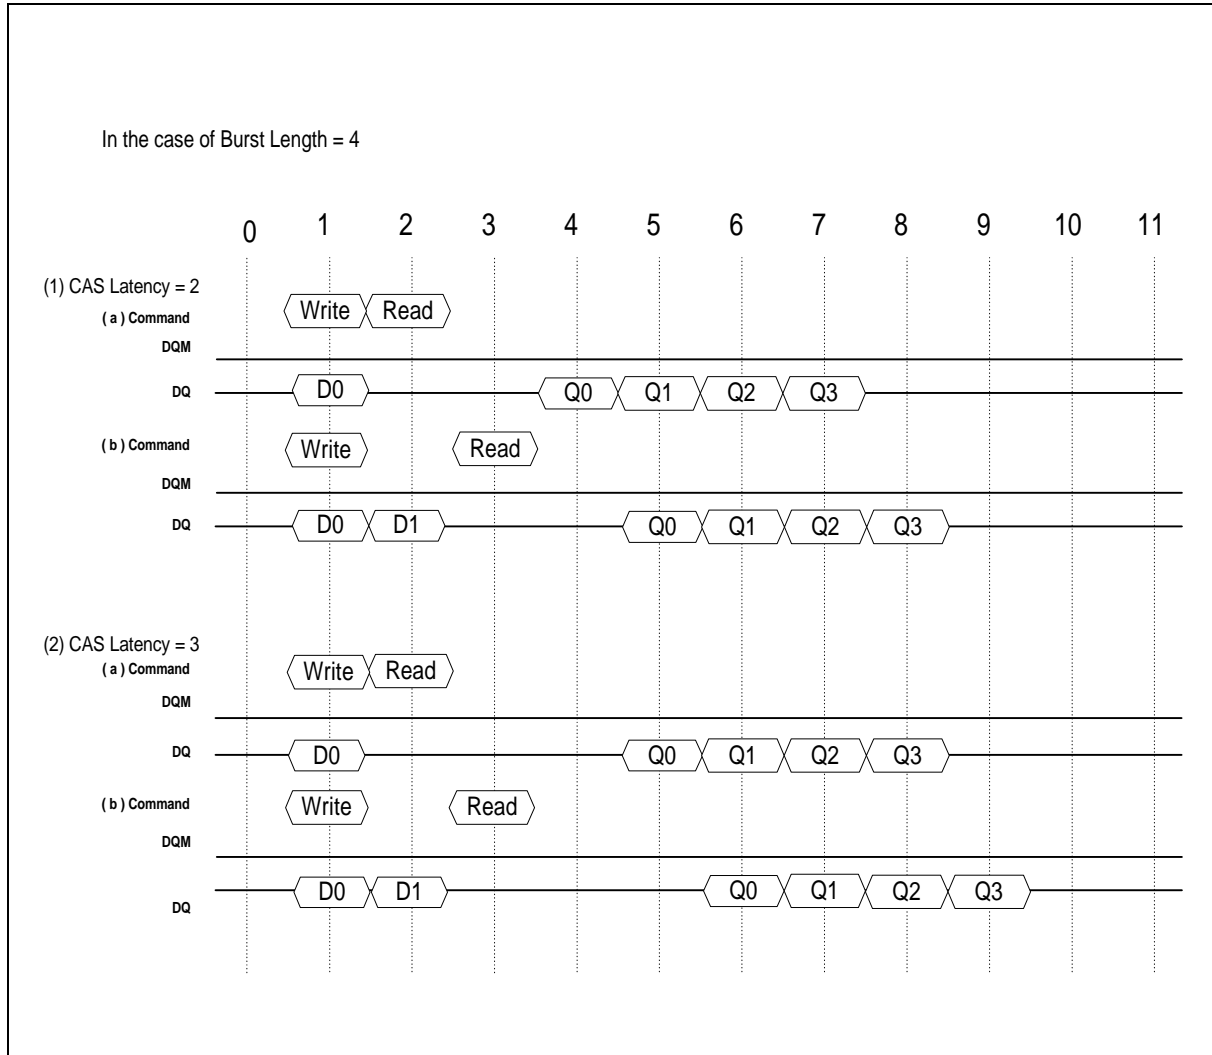 In the case of Burst Length = 4
0 1 2 3 4 5 6 7 8 9 10 11
(1) CAS Latency = 2
( a ) Command Write Read
DQM
DQ D0 Q0 Q1 Q2 Q3
( b ) Command Write Read
DQM
DQ D0 D1 Q0 Q1 Q2 Q3
(2) CAS Latency = 3
( a ) Command Write Read
DQM
DQ D0 Q0 Q1 Q2 Q3
( b ) Command Write Read
DQM
DQ D0 D1 Q0 Q1 Q2 Q3